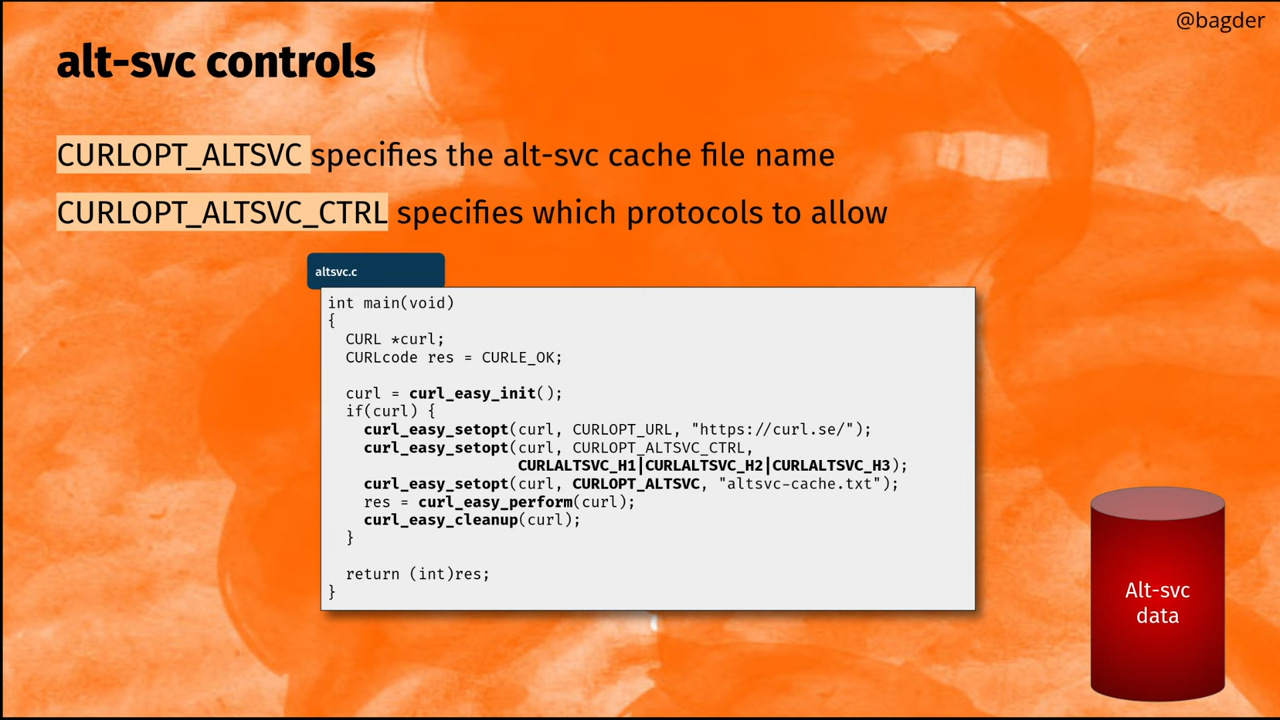 @bagder
alt-svc controls
CURLOPT_ALTSVC specifies the alt-svc cache file name
CURLOPT_ALTSVC_CTRL specifies which protocols to allow
altsvc.c
int main(void)
{
  CURL *curl;
  CURLcode res = CURLE_OK;

  curl = curl_easy_init();
  if(curl) {
    curl_easy_setopt(curl, CURLOPT_URL, "https://curl.se/");
    curl_easy_setopt(curl, CURLOPT_ALTSVC_CTRL,
                     CURLALTSVC_H1|CURLALTSVC_H2|CURLALTSVC_H3);
    curl_easy_setopt(curl, CURLOPT_ALTSVC, "altsvc-cache.txt");
    res = curl_easy_perform(curl);
    curl_easy_cleanup(curl);
  }

  return (int)res;
}
Alt-svc
data